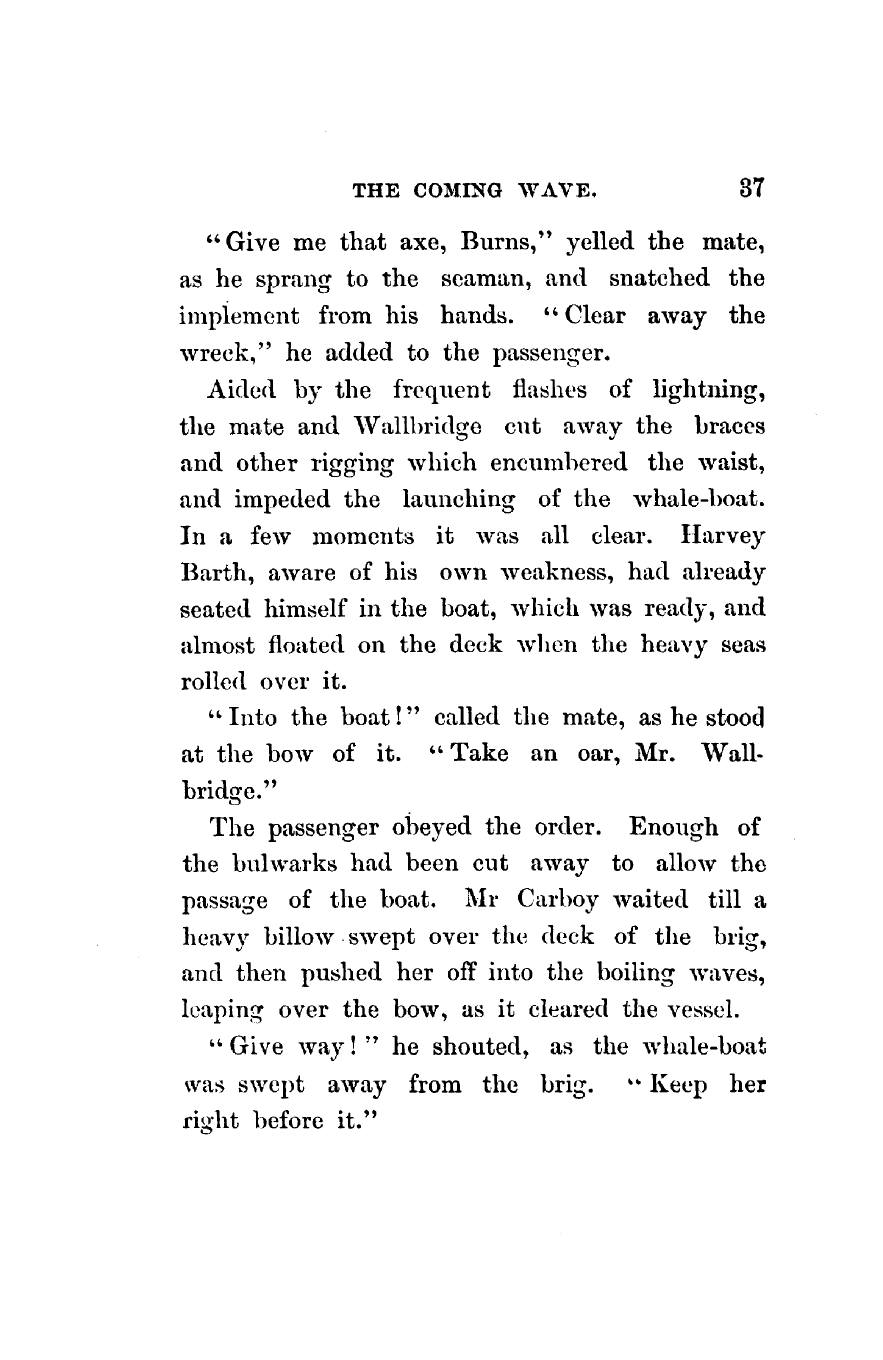 THE COMING WAVE. 37
"Give me that axe, Burns," yelled the mate,
as he sprang to the seaman, and snatched the
implement from his hands. "Clear away the
wreck," he added to the passenger.
Aided by the frequent flashes of lightning,
the mate and Wallbridge cut away the braces
and other rigging which encumbered the waist,
and impeded the launching of the whale-boat.
In a few moments it was all clear. Harvey
Barth, aware of his own weakness, had already
seated himself in the boat, which was ready, and
almost floated on the deck when the heavy seas
rolled over it.
"Into the boat!" called the mate, as he stood
at the bow of it. "Take an oar, Mr. Wall-
bridge."
The passenger obeyed the order. Enough of
the bulwarks had been cut away to allow the
passage of the boat. Mr Carboy waited till a
heavy billow swept over the deck of the brig,
and then pushed her off into the boiling waves,
leaping over the bow, as it cleared the vessel.
"Give way!" he shouted, as the whale-boat
was swept away from the brig. "Keep her
right before it."